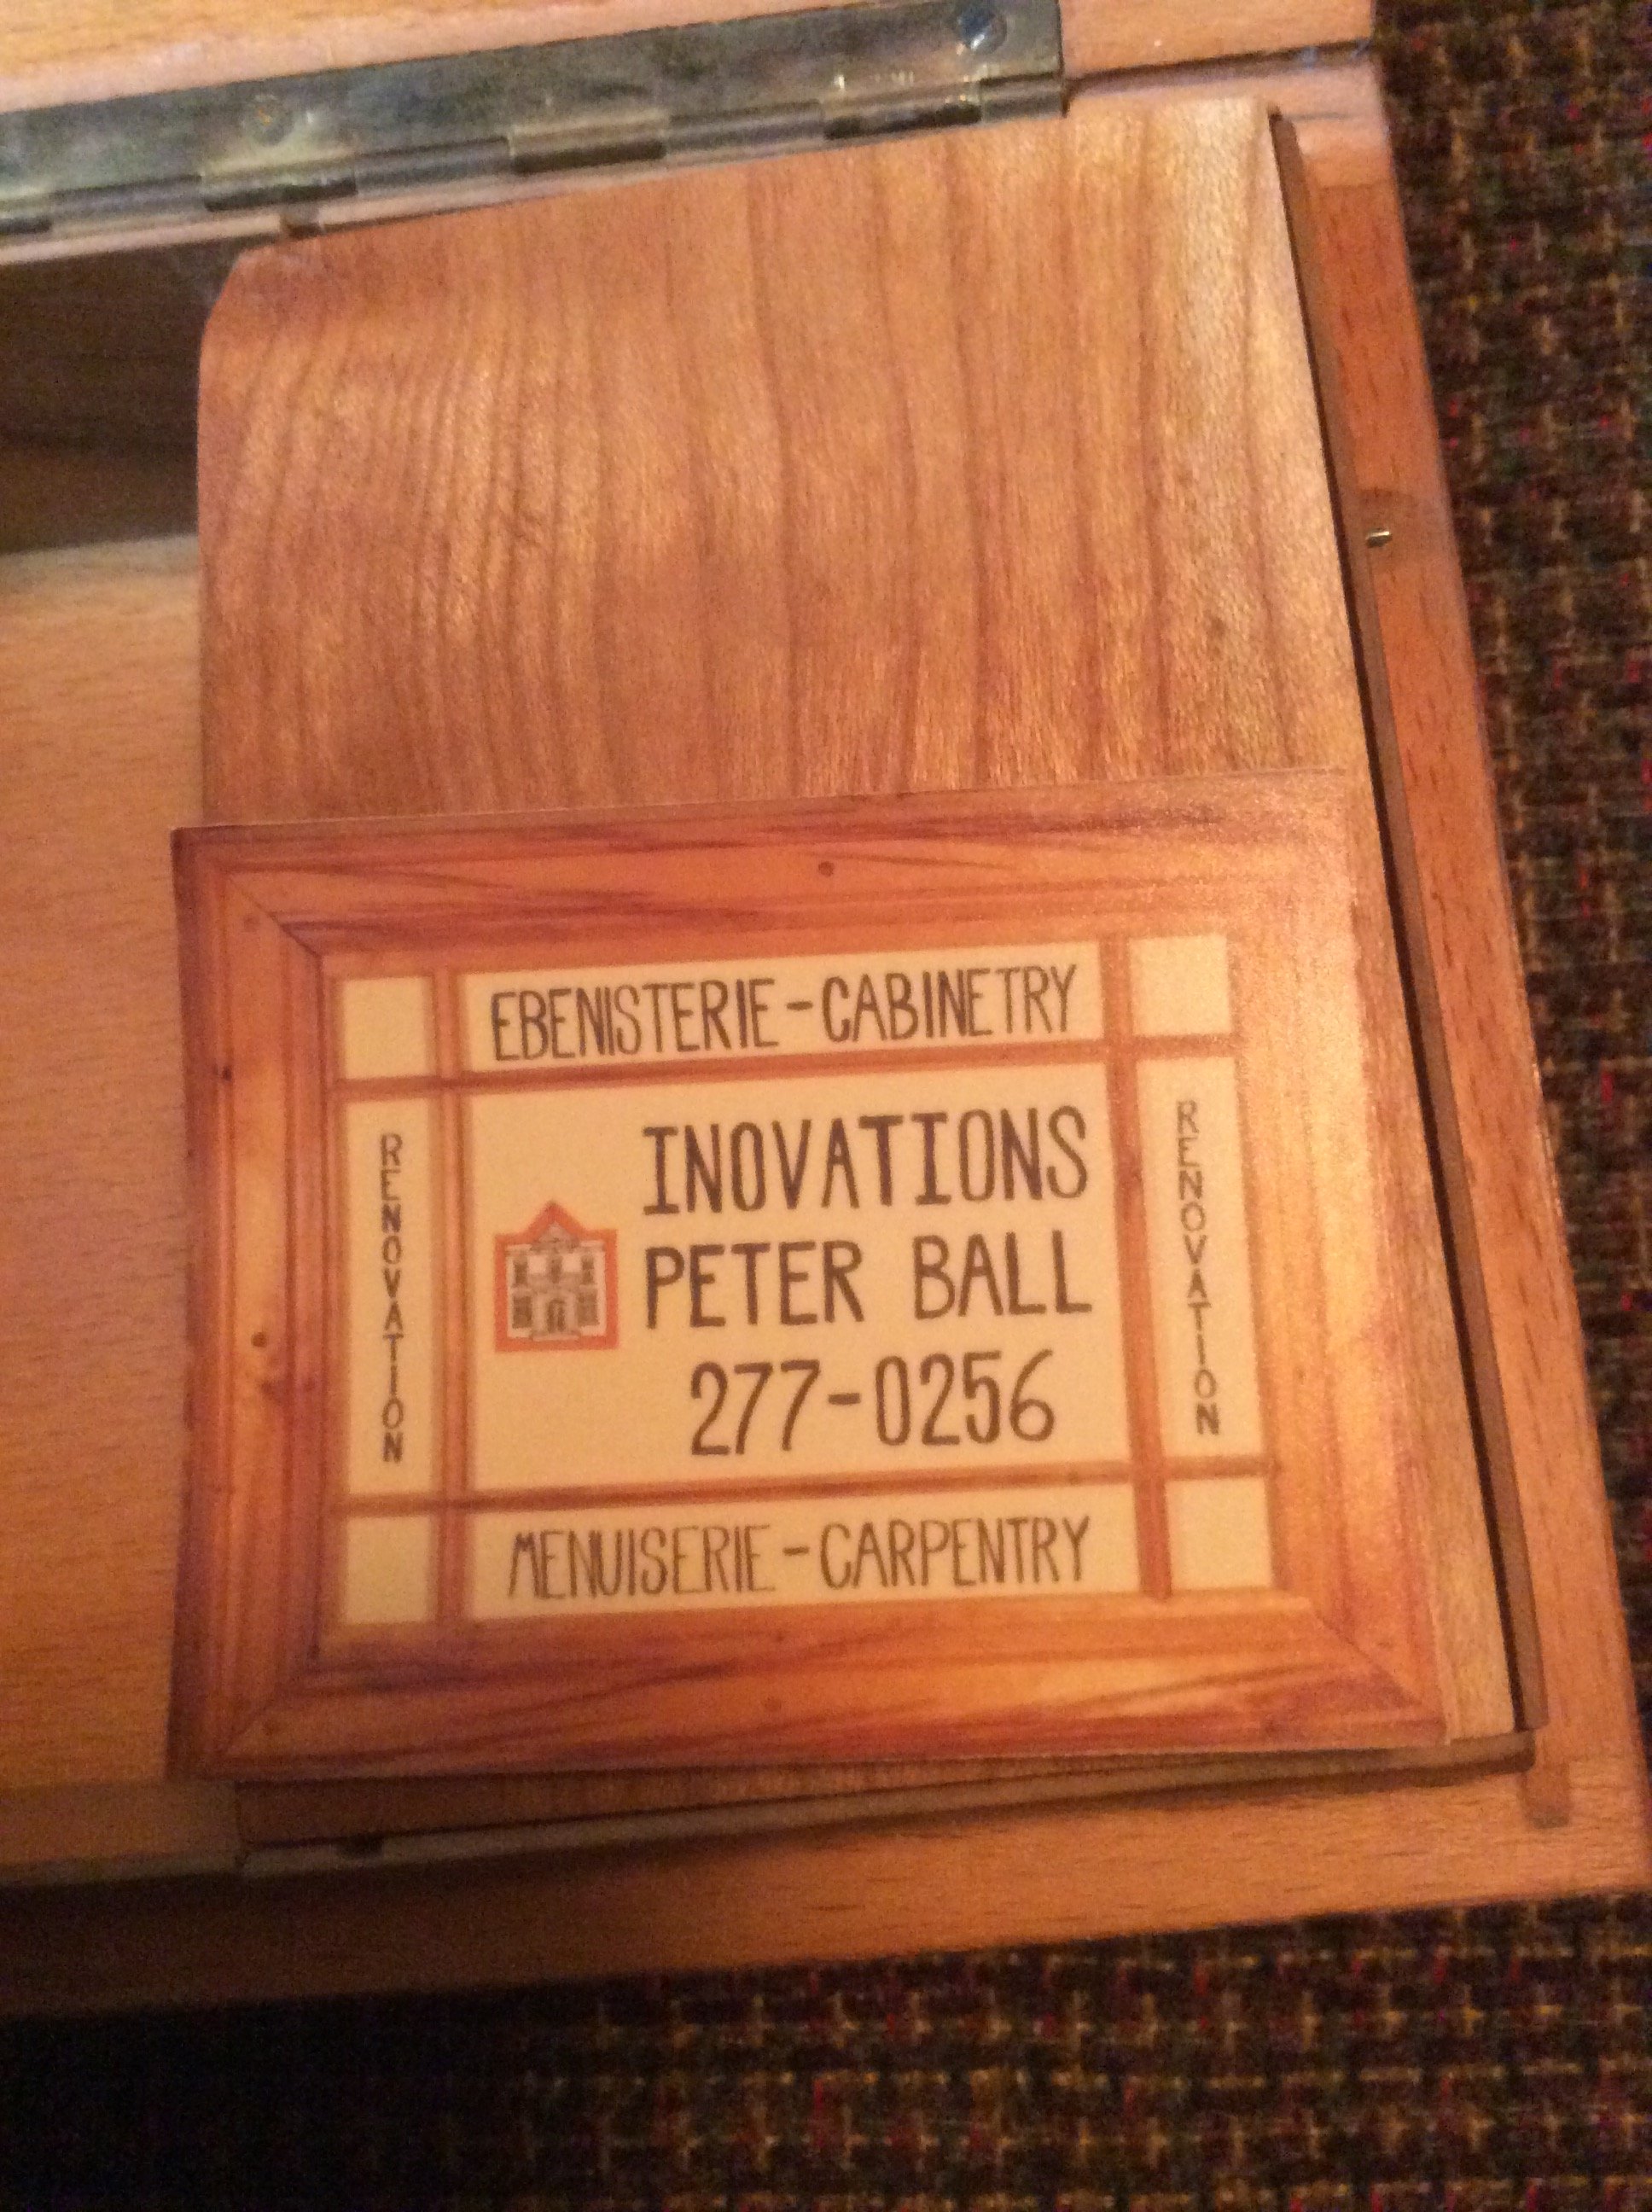 EBENISTERIE-CABINETRY
RENOVATION
INOVATIONS
PETER BALL
277-0256
RENOVATION
MENUISERIE-CARPENTRY